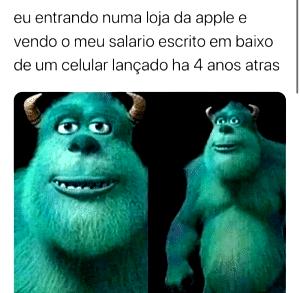 eu entrando numa loja da apple e
vendo o meu salario escrito em baixo
de um celular lançado ha 4 anos atras